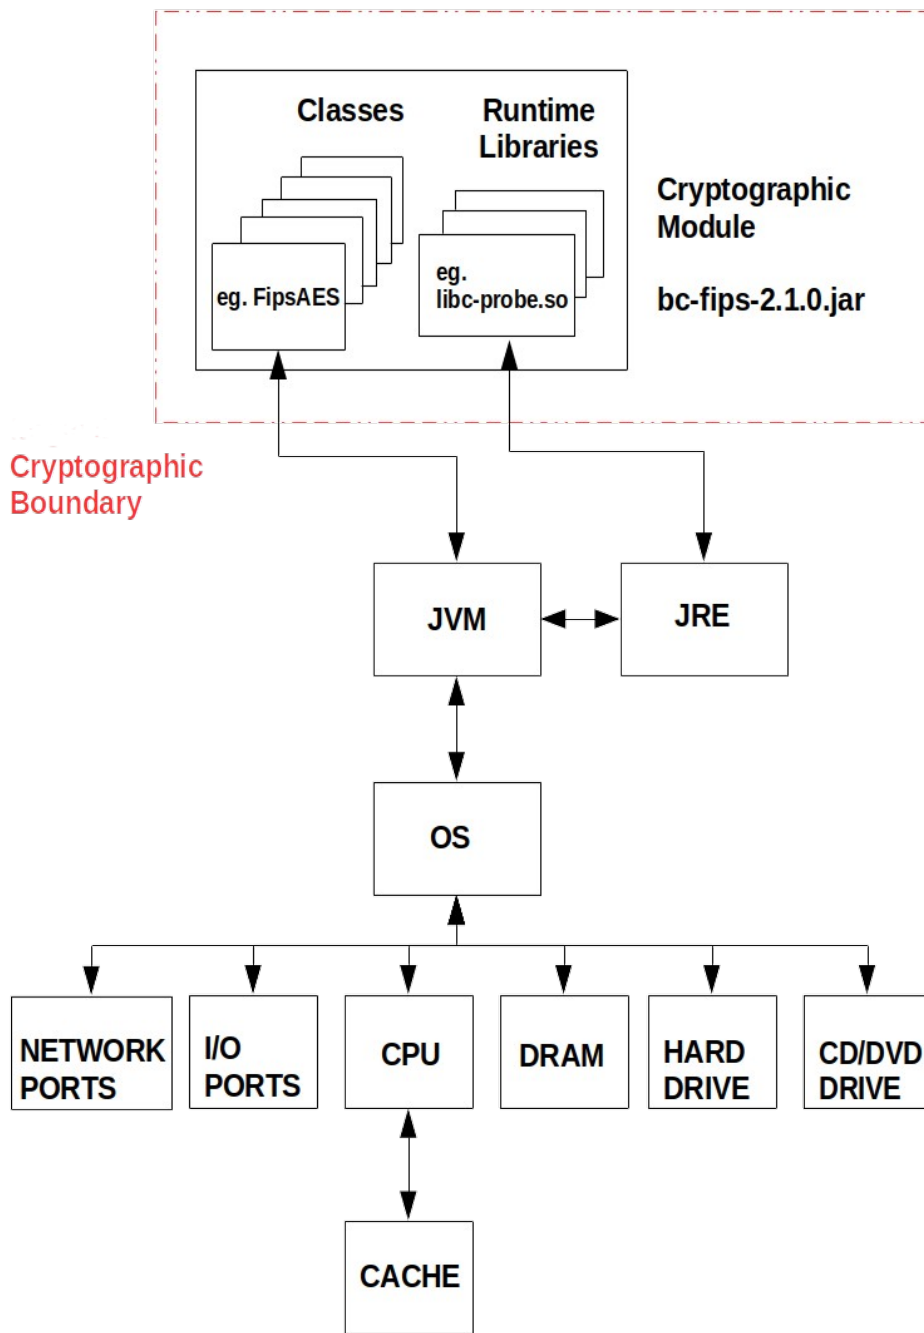 Classes
Runtime
Libraries
Cryptographic
Module
eg. FipsAES
eg.
libc-probe.so
bc-fips-2.1.0.jar
Cryptographic
Boundary
JVM
JRE
OS
NETWORK
PORTS
I/O
PORTS
CPU
DRAM
HARD
DRIVE
CD/DVD
DRIVE
CACHE